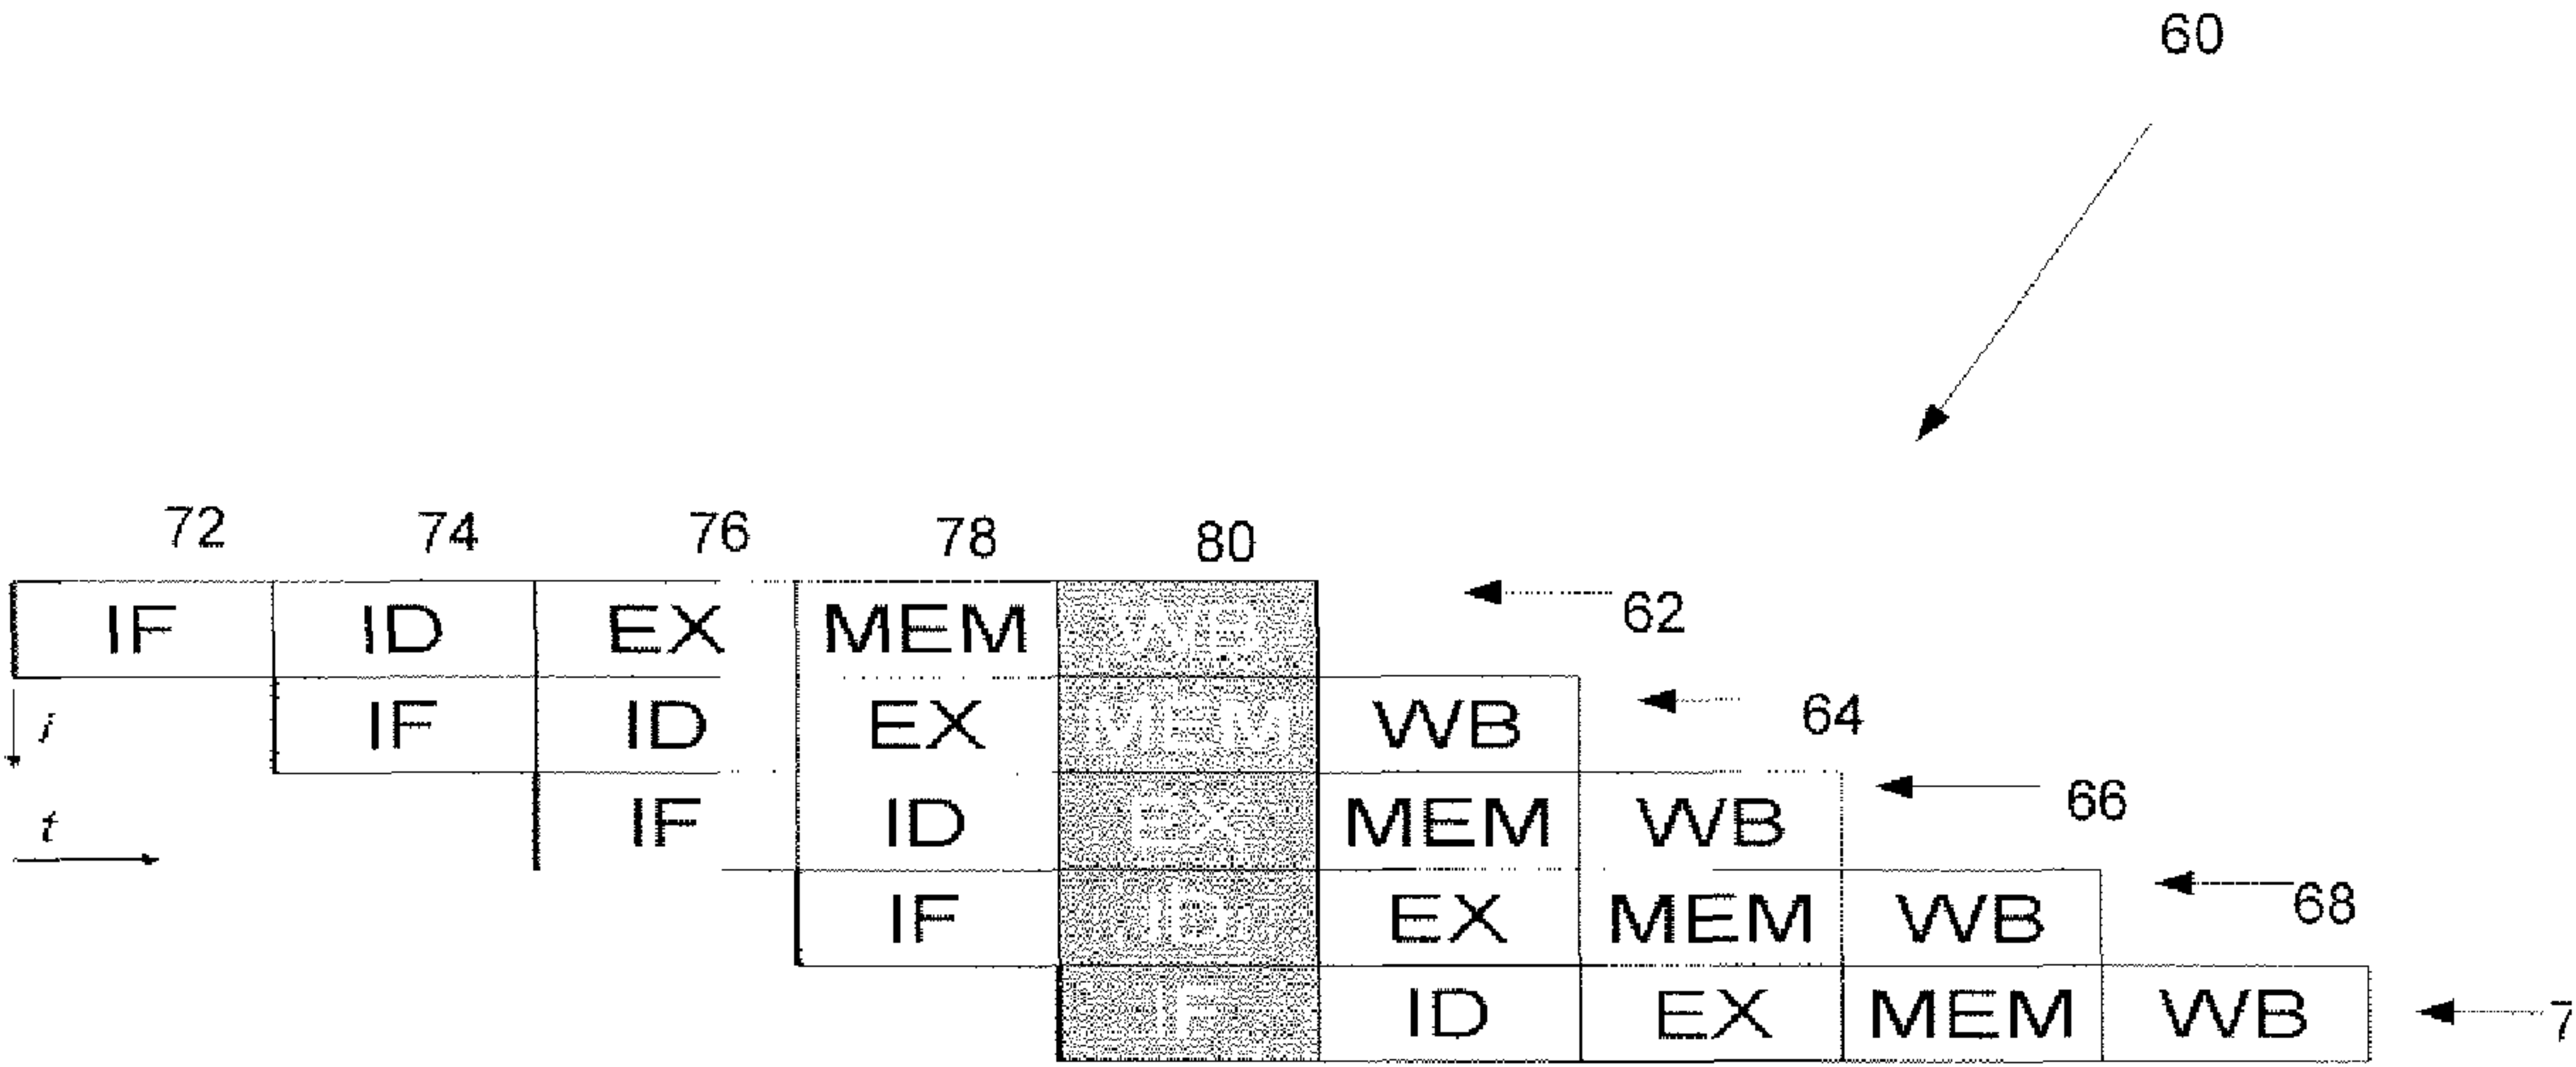 60
72 74 76 78 80
IF ID EX MEM WB 62
i IF ID EX MEM WB 64
t IF ID EX MEM WB 66
IF ID EX MEM WB 68
IF ID EX MEM WB 7